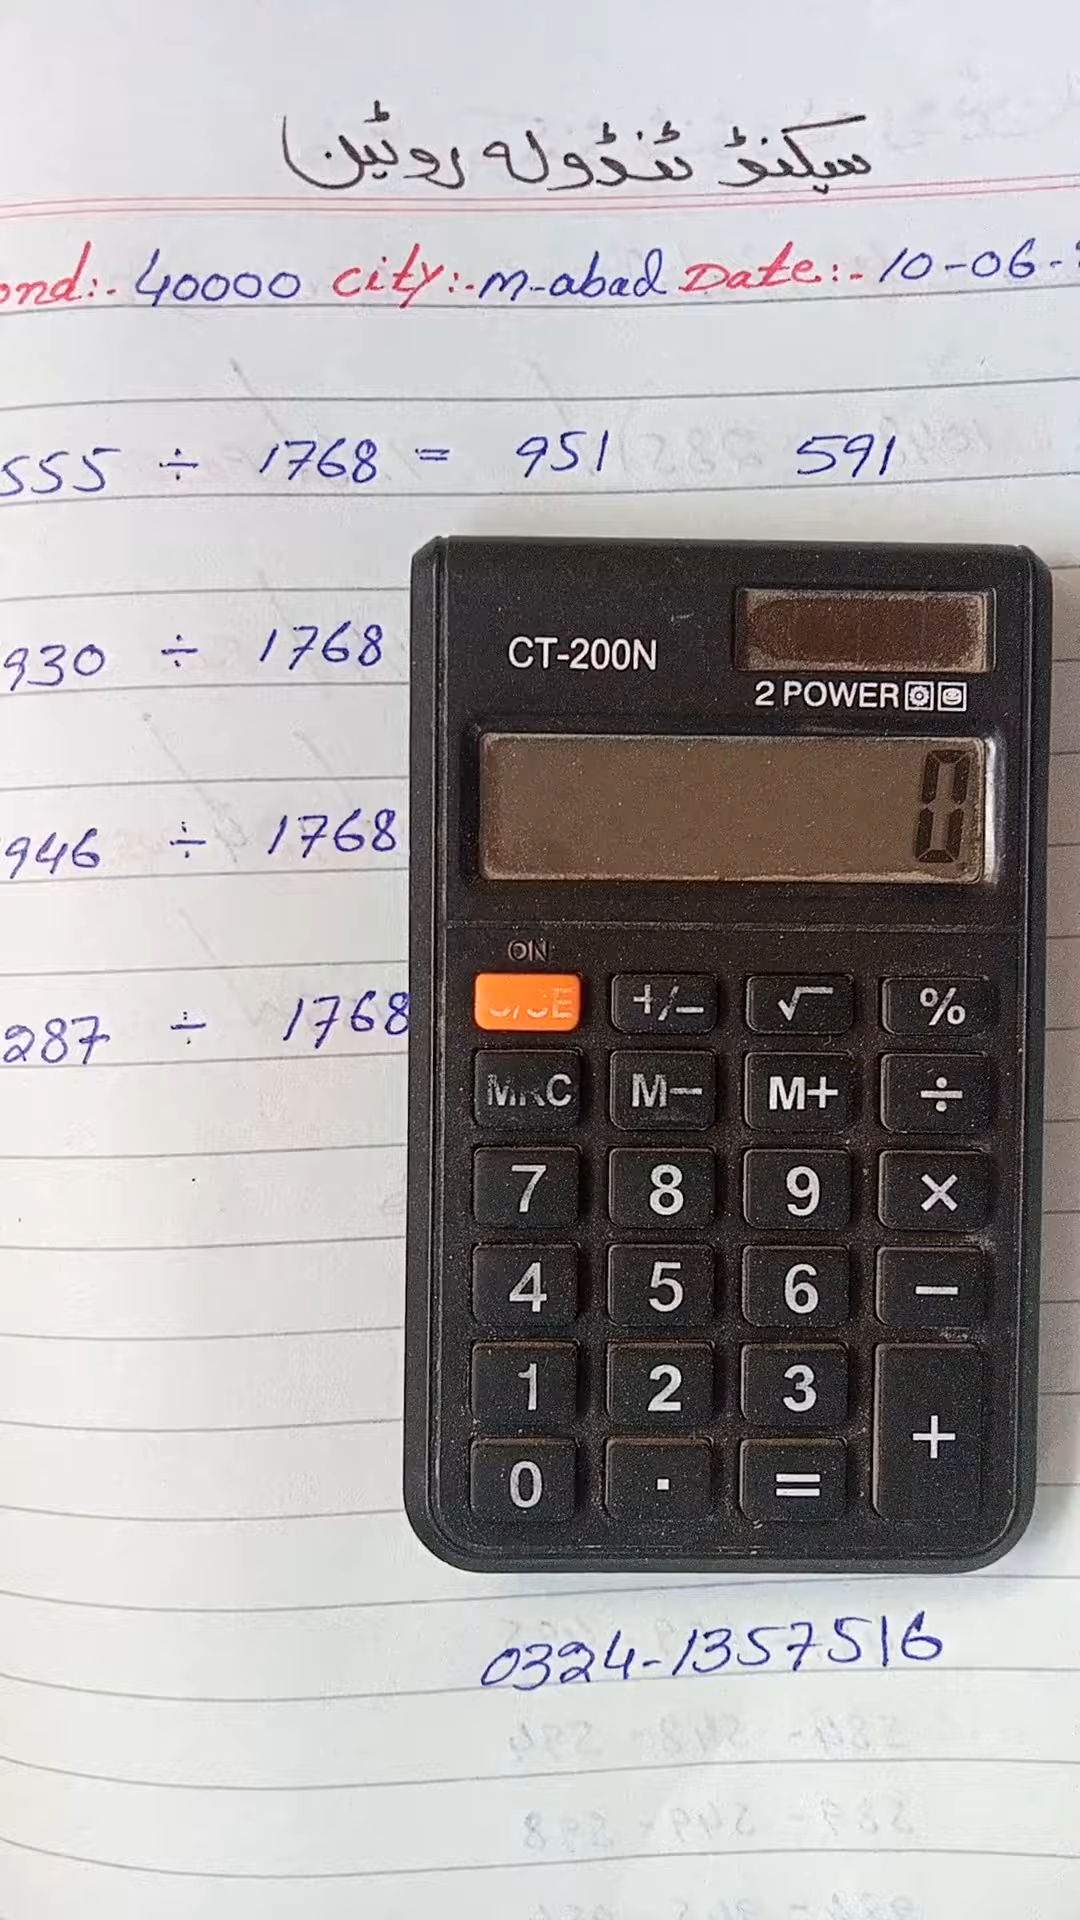 سیکنڈ ٹنڈولہ روٹین
ond:. 40000 City:. m-abad Date:- 10-06-
555 ÷ 1768 = 951 591
930 ÷ 1768
946 ÷ 1768
287 ÷ 1768
CT-200N
2 POWER
0
ON
+/− √ %
MRC M− M+ ÷
7 8 9 ×
4 5 6 −
1 2 3
+
0 . =
0324-1357516